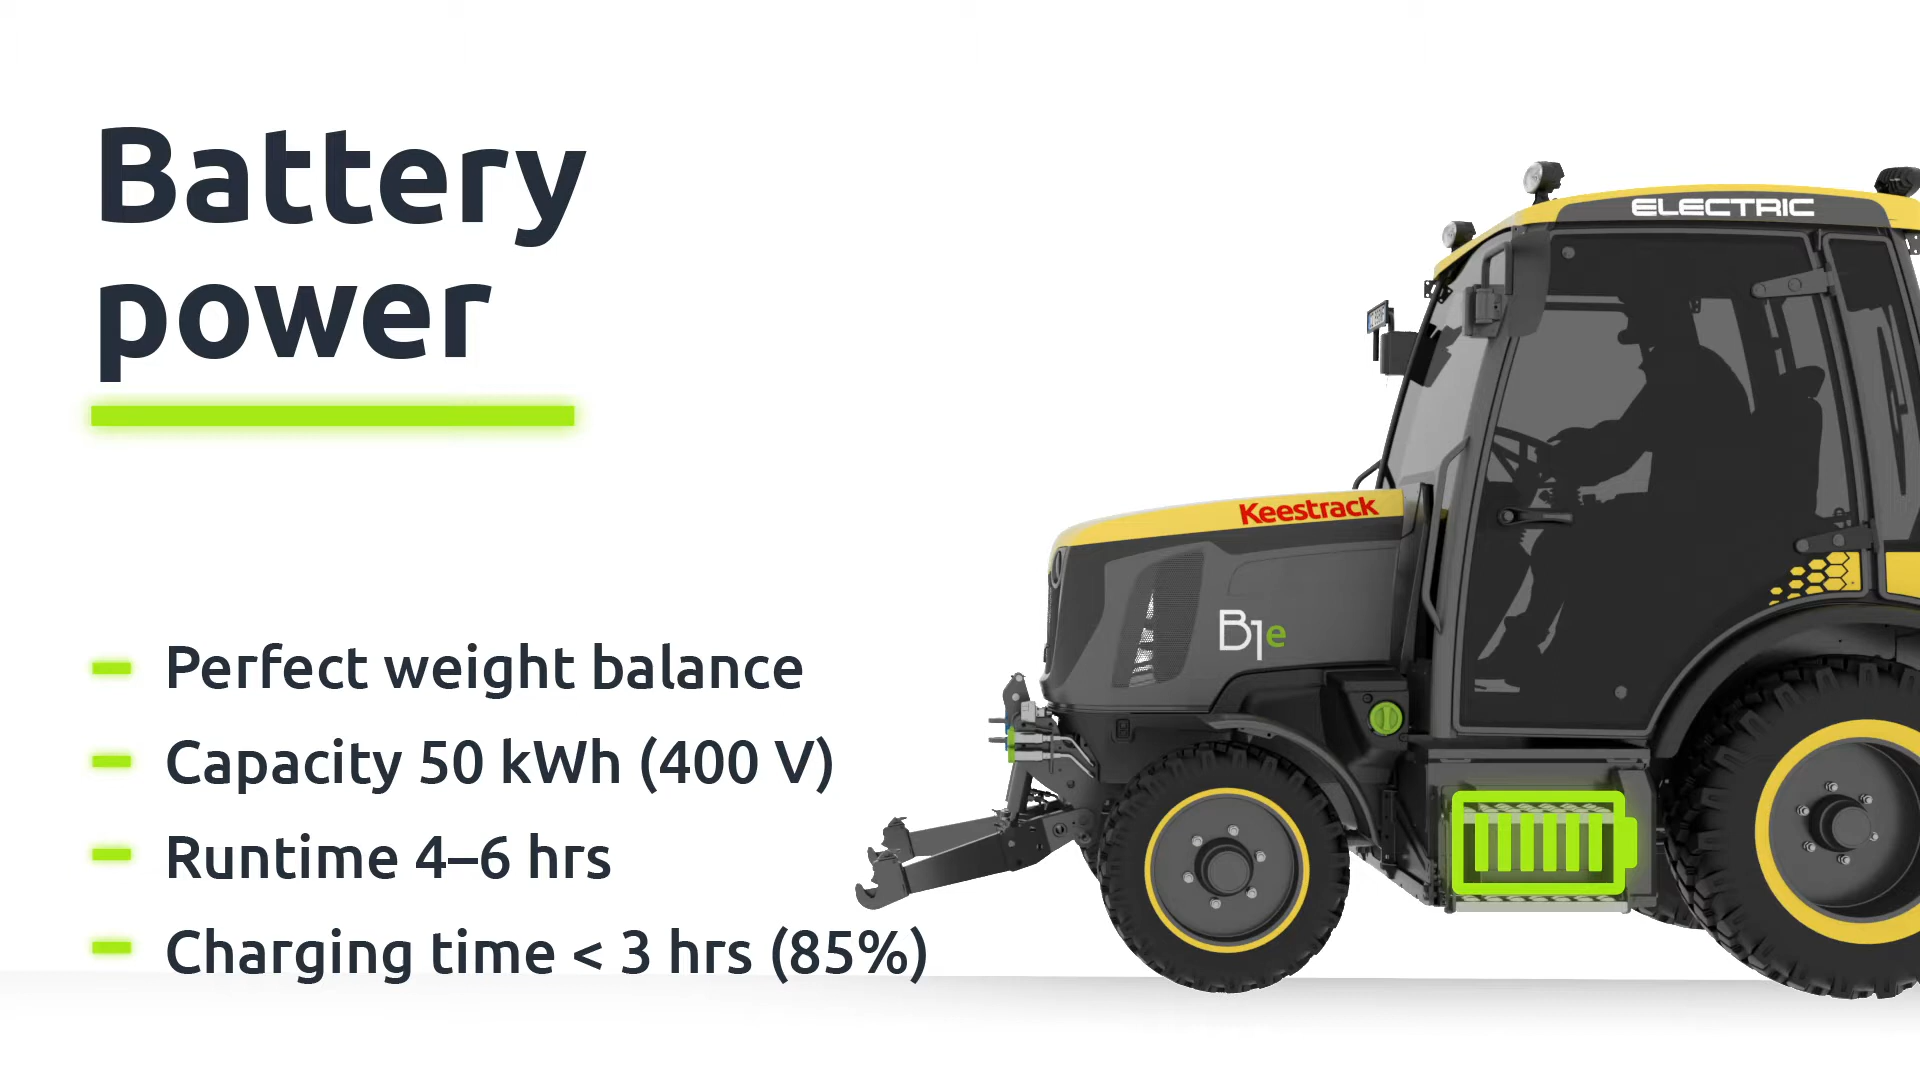 Battery
power
ELECTRIC
Keestrack
B1e
Perfect weight balance
Capacity 50 kWh (400 V)
Runtime 4–6 hrs
Charging time < 3 hrs (85%)